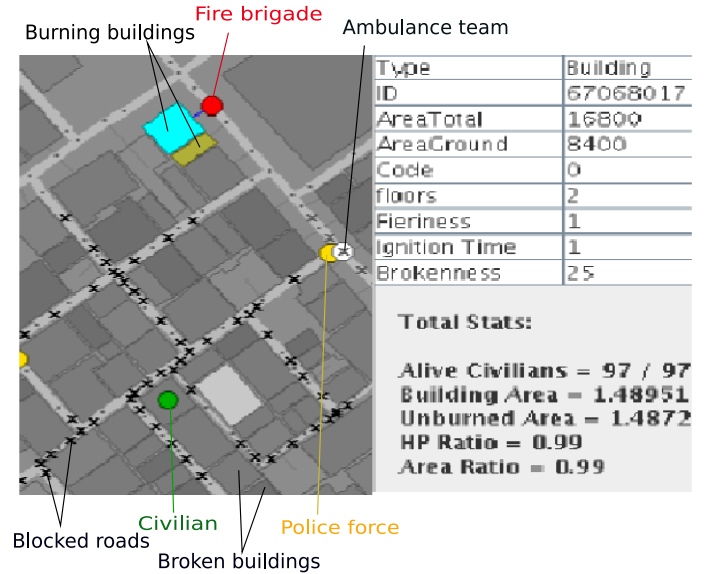 Fire brigade
Burning buildings
Ambulance team
Type Building
ID 67068017
AreaTotal 16800
AreaGround 8400
Code 0
floors 2
Fieriness 1
Ignition Time 1
Brokenness 25
Total Stats:
Alive Civilians = 97 / 97
Building Area = 1.48951
Unburned Area = 1.4872
HP Ratio = 0.99
Area Ratio = 0.99
Civilian
Police force
Blocked roads
Broken buildings